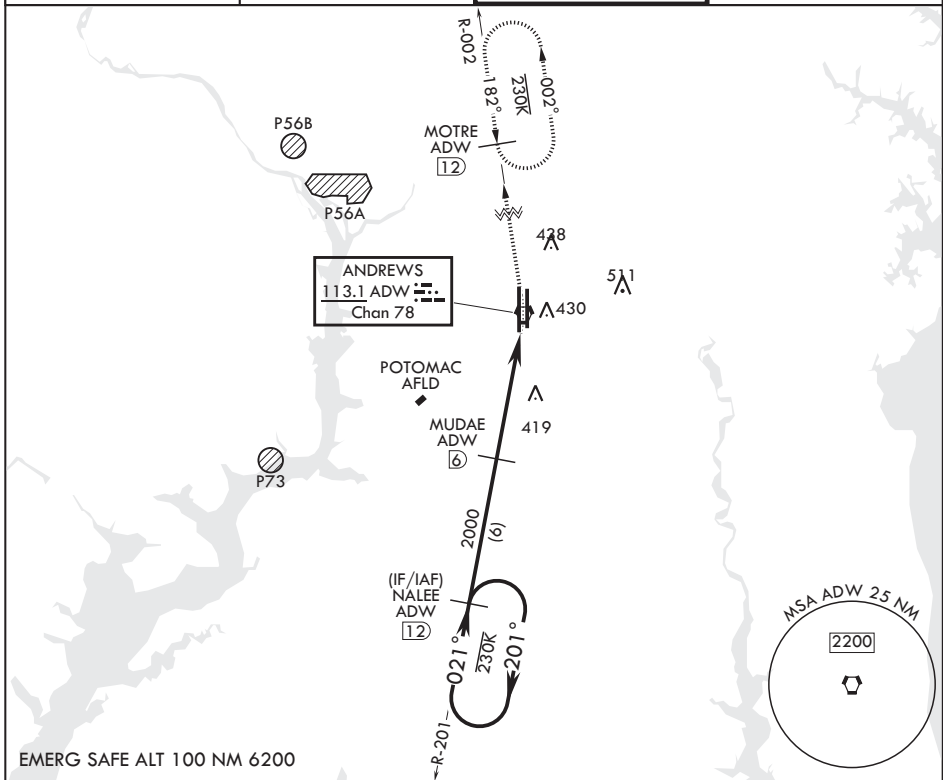 R-002
182°
230K
002°
MOTRE
ADW
12
P56B
P56A
438
511
ANDREWS
113.1 ADW
Chan 78
430
POTOMAC
AFLD
419
MUDAE
ADW
6
P73
2000
(6)
(IF/IAF)
NALEE
ADW
12
021°
230K
201°
R-201
MSA ADW 25 NM
2200
EMERG SAFE ALT 100 NM 6200